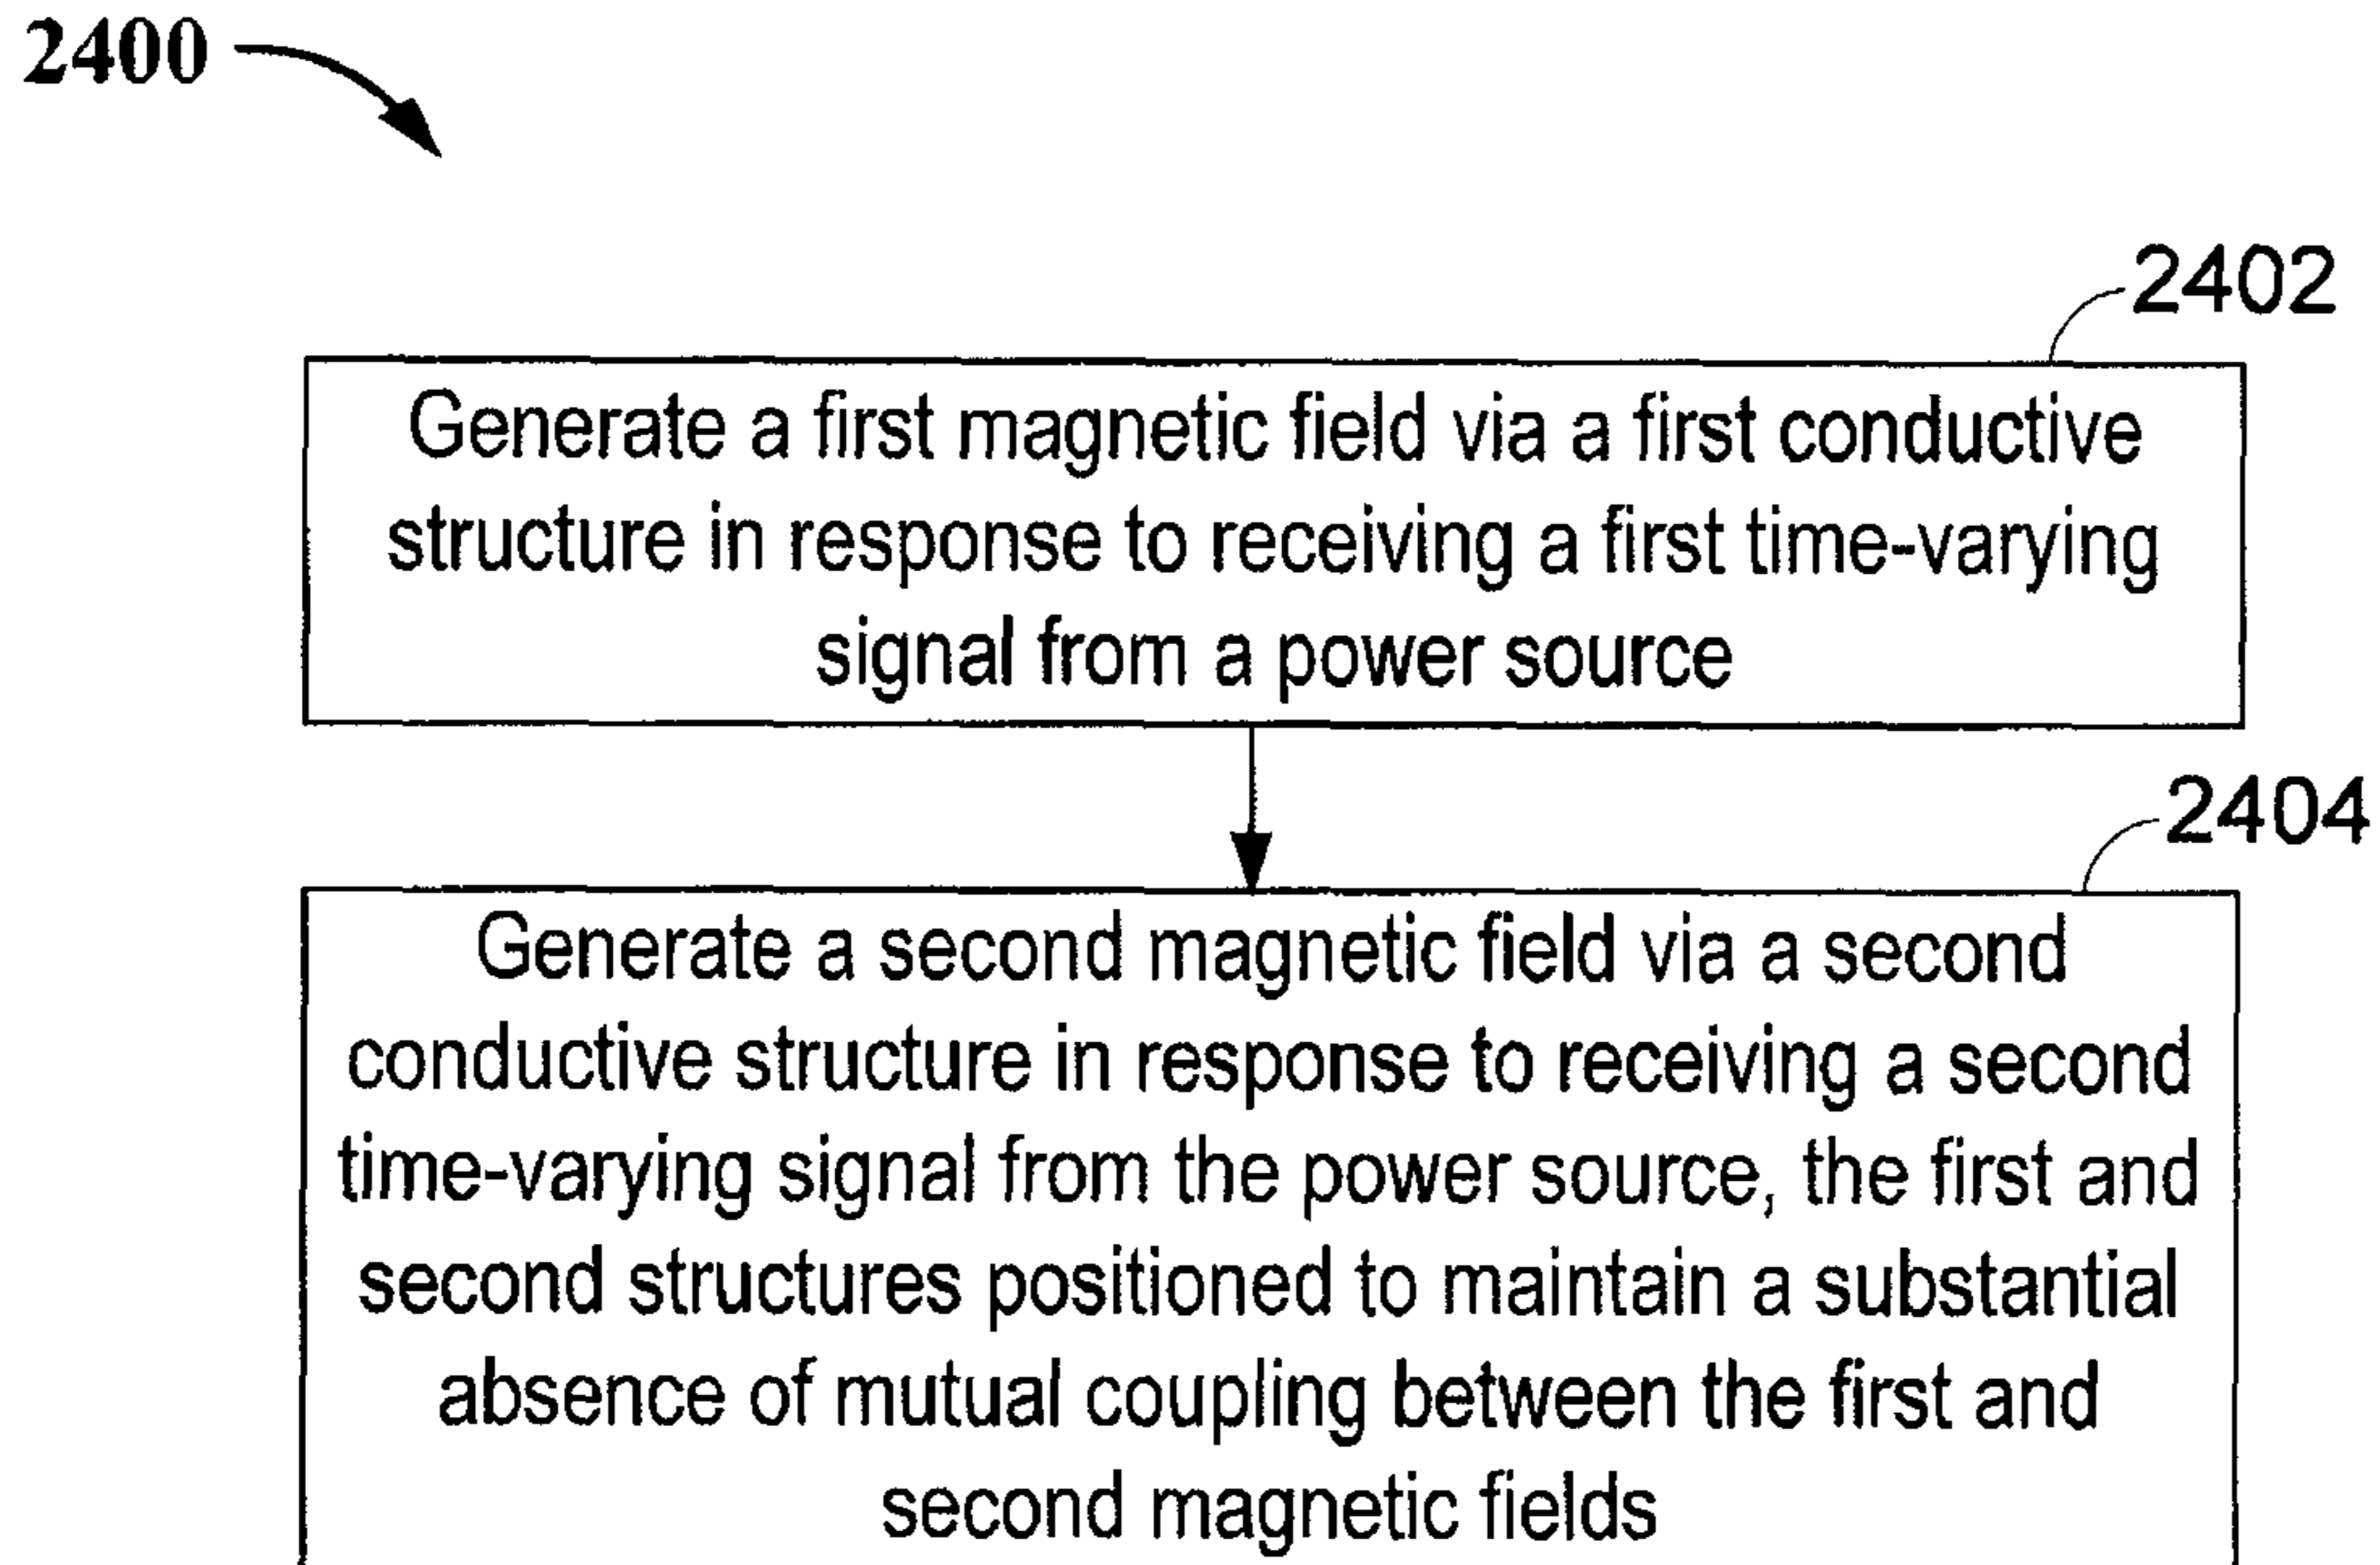 2400
2402
Generate a first magnetic field via a first conductive
structure in response to receiving a first time-varying
signal from a power source
2404
Generate a second magnetic field via a second
conductive structure in response to receiving a second
time-varying signal from the power source, the first and
second structures positioned to maintain a substantial
absence of mutual coupling between the first and
second magnetic fields